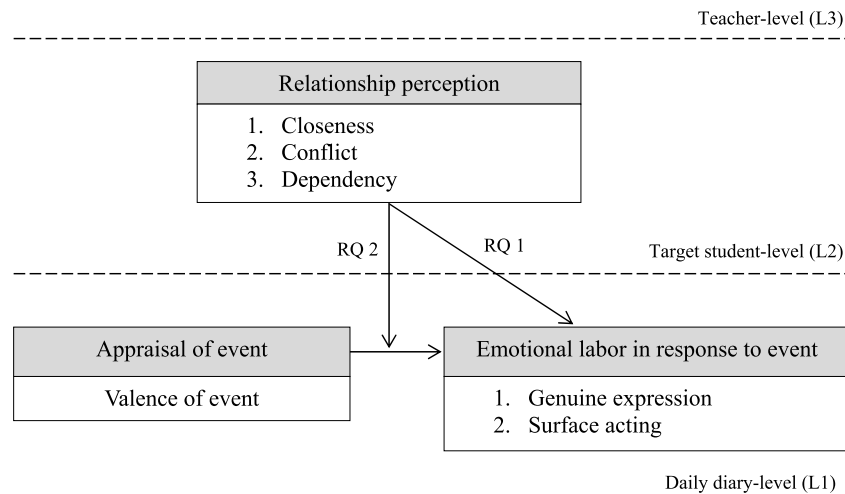 Teacher-level (L3)
Relationship perception
1. Closeness
2. Conflict
3. Dependency
RQ 2
RQ 1
Target student-level (L2)
Appraisal of event
Valence of event
Emotional labor in response to event
1. Genuine expression
2. Surface acting
Daily diary-level (L1)